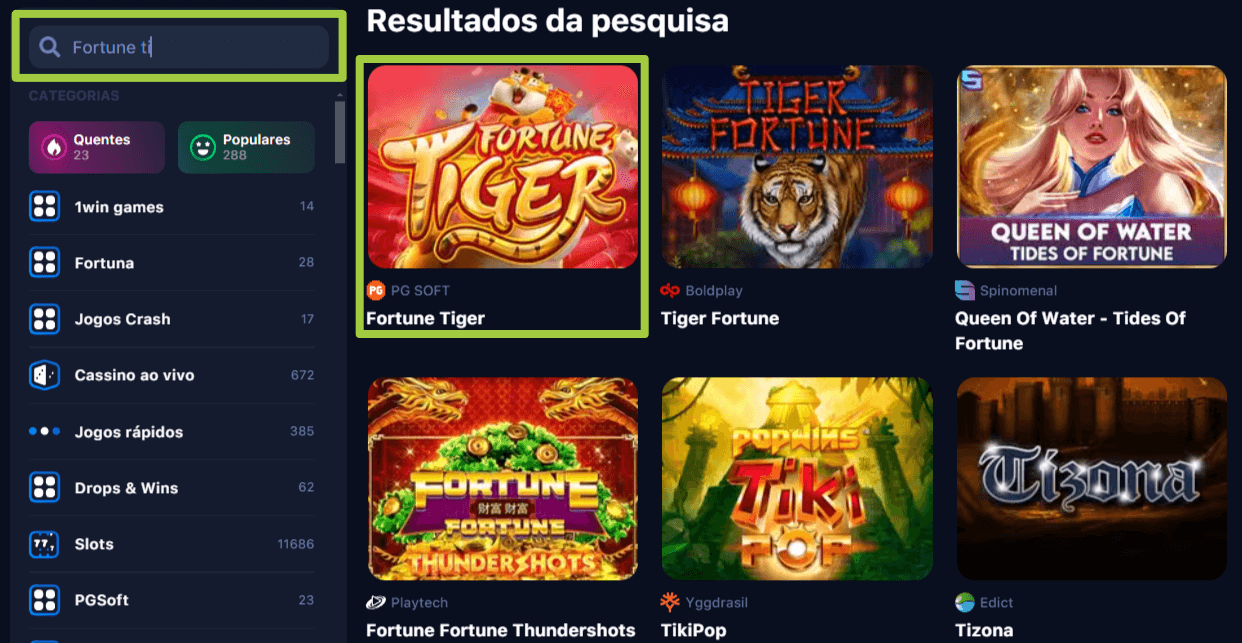 Fortune ti
CATEGORIAS
Quentes
23
Populares
288
1win games
14
Fortuna
28
Jogos Crash
17
Cassino ao vivo
672
Jogos rápidos
385
Drops & Wins
62
Slots
11686
PGSoft
23
Resultados da pesquisa
FORTUNE
TIGER
PG PG SOFT
Fortune Tiger
TIGER
FORTUNE
Boldplay
Tiger Fortune
QUEEN OF WATER
TIDES OF FORTUNE
Spinomenal
Queen Of Water - Tides Of
Fortune
FORTUNE
财富 财富
FORTUNE
THUNDERSHOTS
Playtech
Fortune Fortune Thundershots
POPWINS
TIKI
POP
Yggdrasil
TikiPop
Tizona
Edict
Tizona